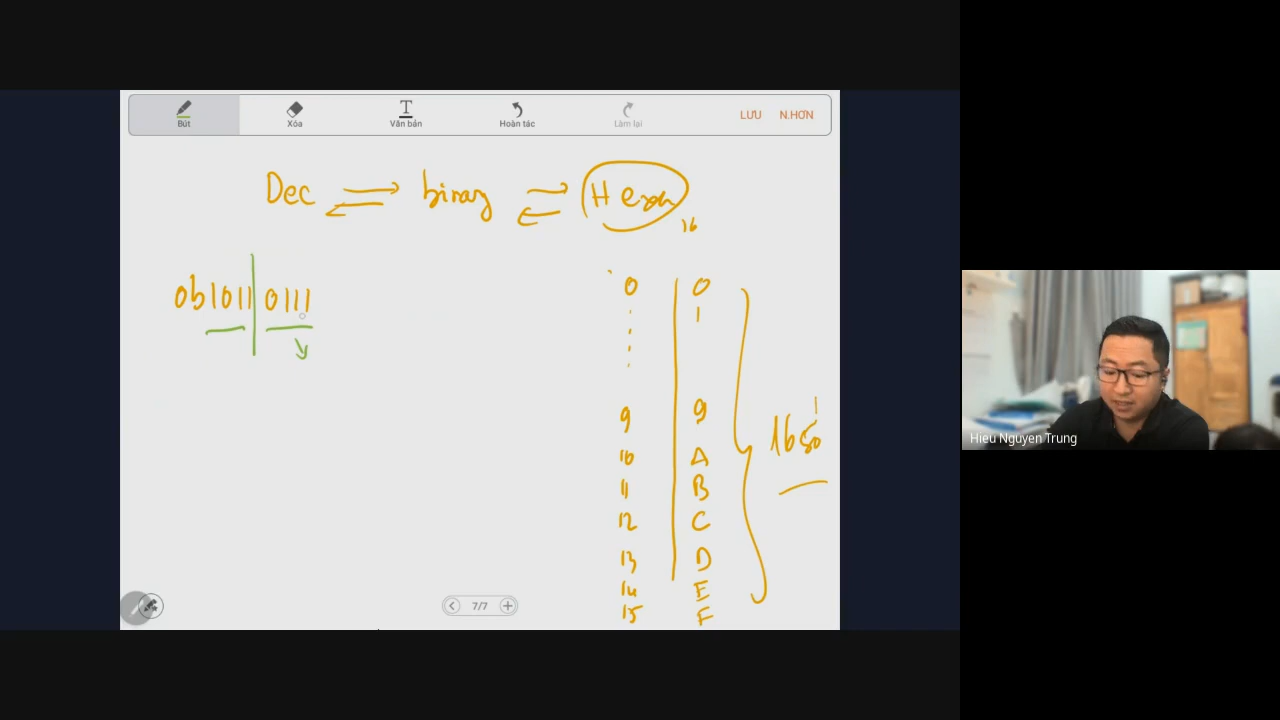 Bút Xóa Văn bản Hoàn tác Làm lại LƯU N.HƠN
Dec ⇌ binary ⇌ Hexa
16
0b1011 0111
0 0
1
9 9
10 A
11 B
12 C
13 D
14 E
15 F
16 số
7/7
Hieu Nguyen Trung